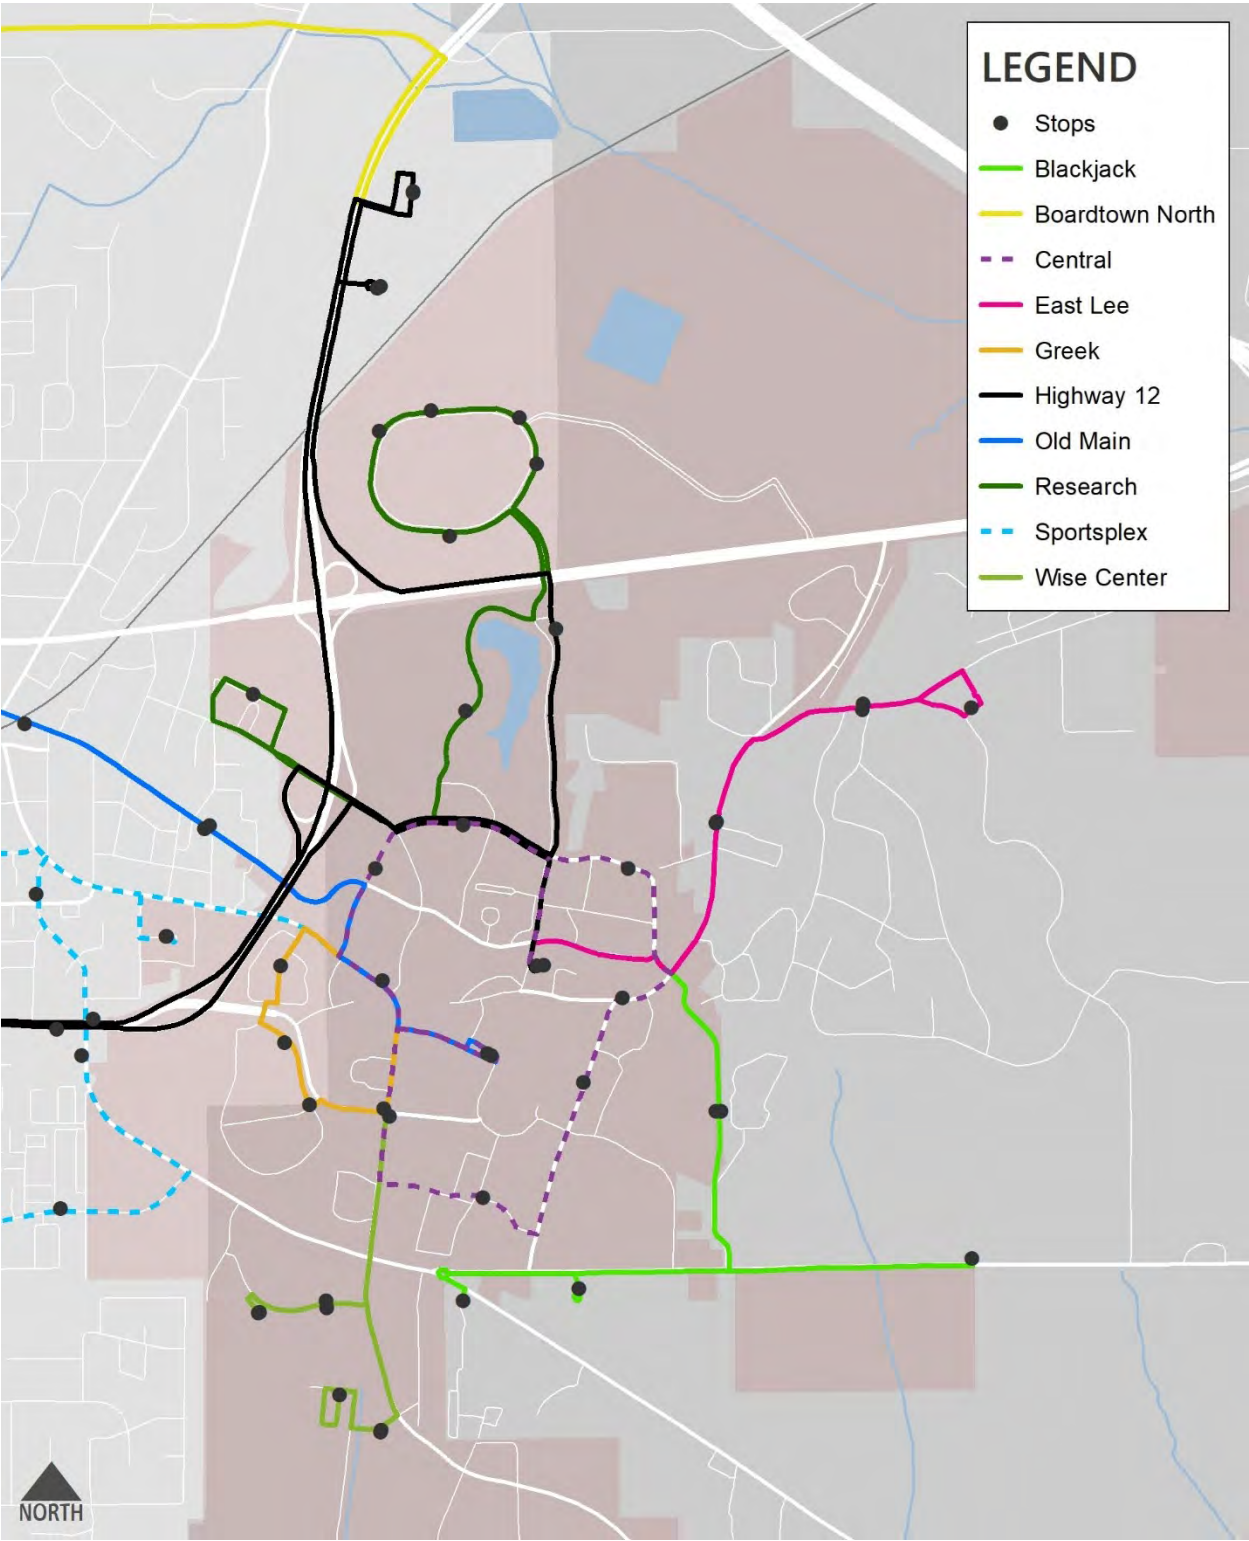 LEGEND
Stops
Blackjack
Boardtown North
Central
East Lee
Greek
Highway 12
Old Main
Research
Sportsplex
Wise Center
NORTH